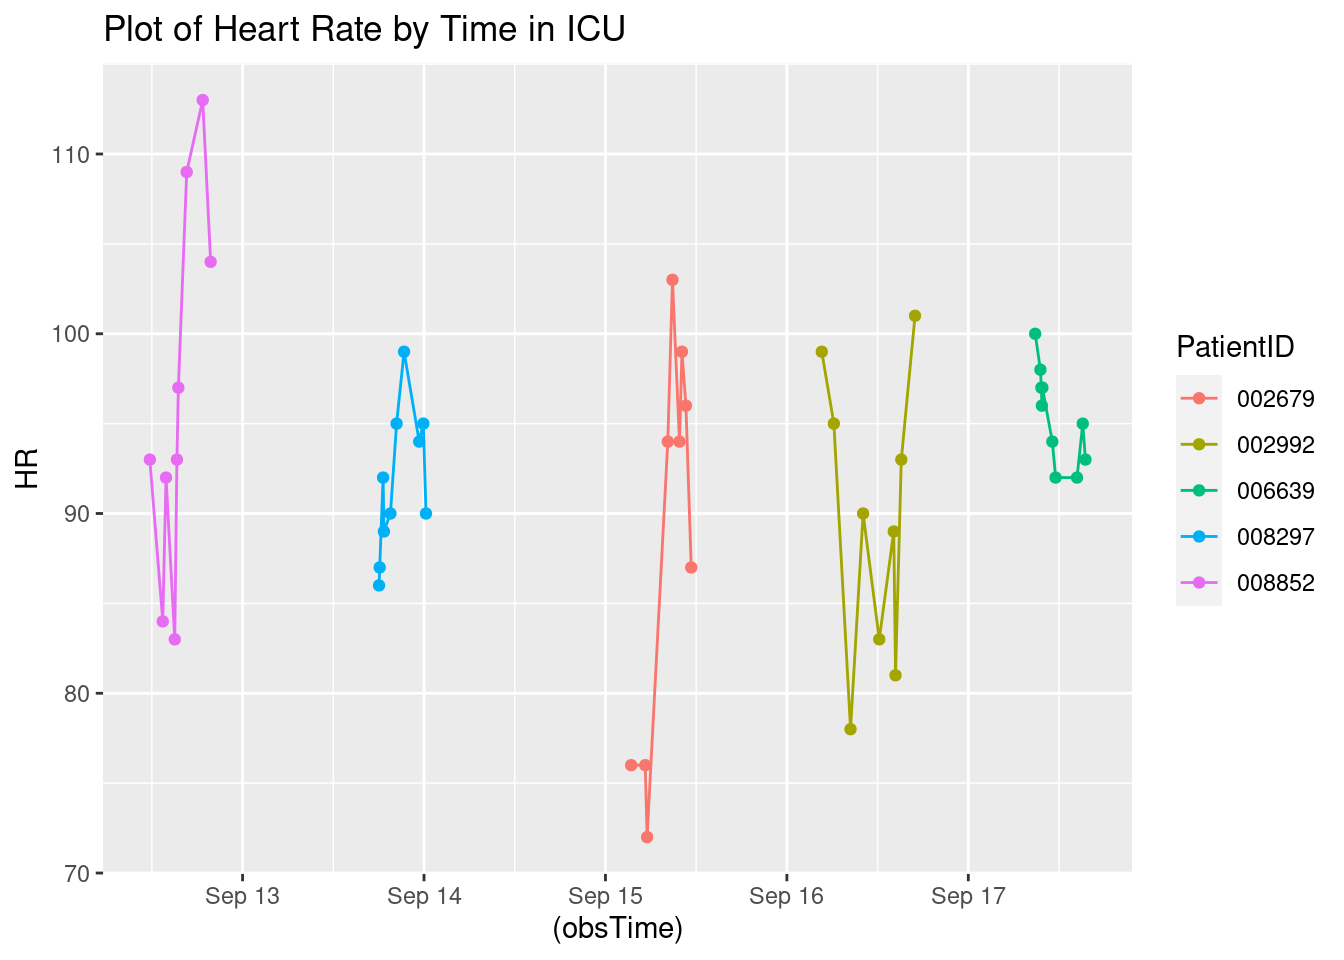 Plot of Heart Rate by Time in ICU
110
100
90
80
70
HR
Sep 13
Sep 14
Sep 15
Sep 16
Sep 17
(obsTime)
PatientID
002679
002992
006639
008297
008852